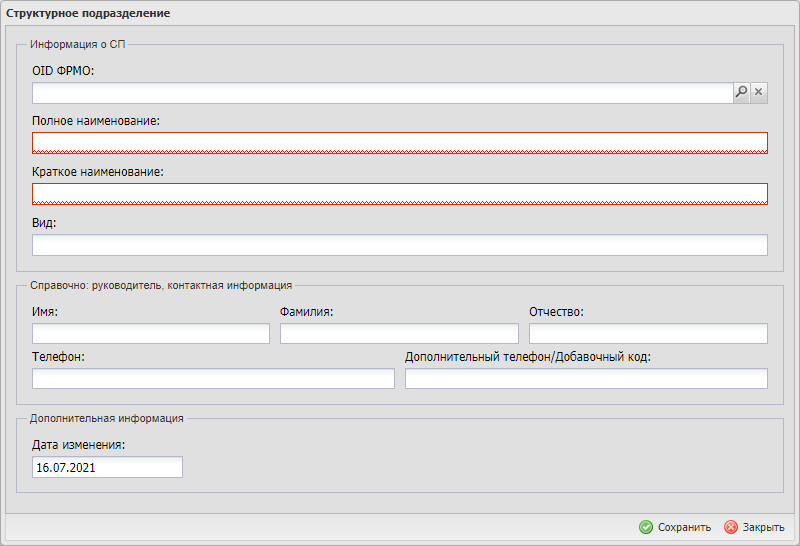 Структурное подразделение
Информация о СП
OID ФРМО:
Полное наименование:
Краткое наименование:
Вид:
Справочно: руководитель, контактная информация
Имя: Фамилия: Отчество:
Телефон: Дополнительный телефон/Добавочный код:
Дополнительная информация
Дата изменения:
16.07.2021
Сохранить Закрыть